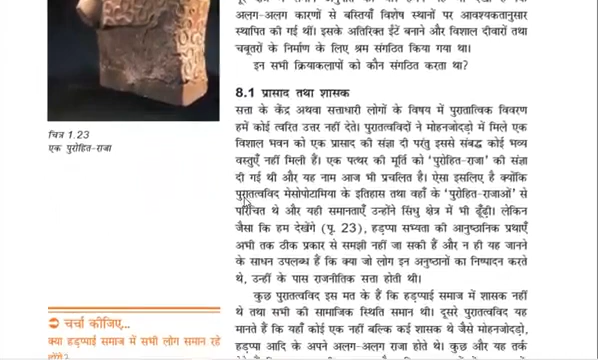 अलग-अलग कारणों से बस्तियाँ विशेष स्थानों पर आवश्यकतानुसार
स्थापित की गई थीं। इसके अतिरिक्त ईंटें बनाने और विशाल दीवारों तथा
चबूतरों के निर्माण के लिए श्रम संगठित किया गया था।
इन सभी क्रियाकलापों को कौन संगठित करता था?
8.1 प्रासाद तथा शासक
सत्ता के केंद्र अथवा सत्ताधारी लोगों के विषय में पुरातात्विक विवरण
हमें कोई त्वरित उत्तर नहीं देते। पुरातत्वविदों ने मोहनजोदड़ो में मिले एक
विशाल भवन को एक प्रासाद की संज्ञा दी परंतु इससे संबद्ध कोई भव्य
वस्तुएँ नहीं मिली हैं। एक पत्थर की मूर्ति को 'पुरोहित-राजा' की संज्ञा
दी गई थी और यह नाम आज भी प्रचलित है। ऐसा इसलिए है क्योंकि
पुरातत्वविद मेसोपोटामिया के इतिहास तथा वहाँ के 'पुरोहित-राजाओं' से
परिचित थे और यही समानताएँ उन्होंने सिंधु क्षेत्र में भी ढूँढ़ी। लेकिन
जैसा कि हम देखेंगे (पृ. 23), हड़प्पा सभ्यता की आनुष्ठानिक प्रथाएँ
अभी तक ठीक प्रकार से समझी नहीं जा सकी हैं और न ही यह जानने
के साधन उपलब्ध हैं कि क्या जो लोग इन अनुष्ठानों का निष्पादन करते
थे, उन्हीं के पास राजनीतिक सत्ता होती थी।
कुछ पुरातत्वविद इस मत के हैं कि हड़प्पाई समाज में शासक नहीं
थे तथा सभी की सामाजिक स्थिति समान थी। दूसरे पुरातत्वविद यह
मानते हैं कि यहाँ कोई एक नहीं बल्कि कई शासक थे जैसे मोहनजोदड़ो,
हड़प्पा आदि के अपने अलग-अलग राजा होते थे। कुछ और यह तर्क
चित्र 1.23
एक पुरोहित-राजा
चर्चा कीजिए...
क्या हड़प्पाई समाज में सभी लोग समान रहे
होंगे?